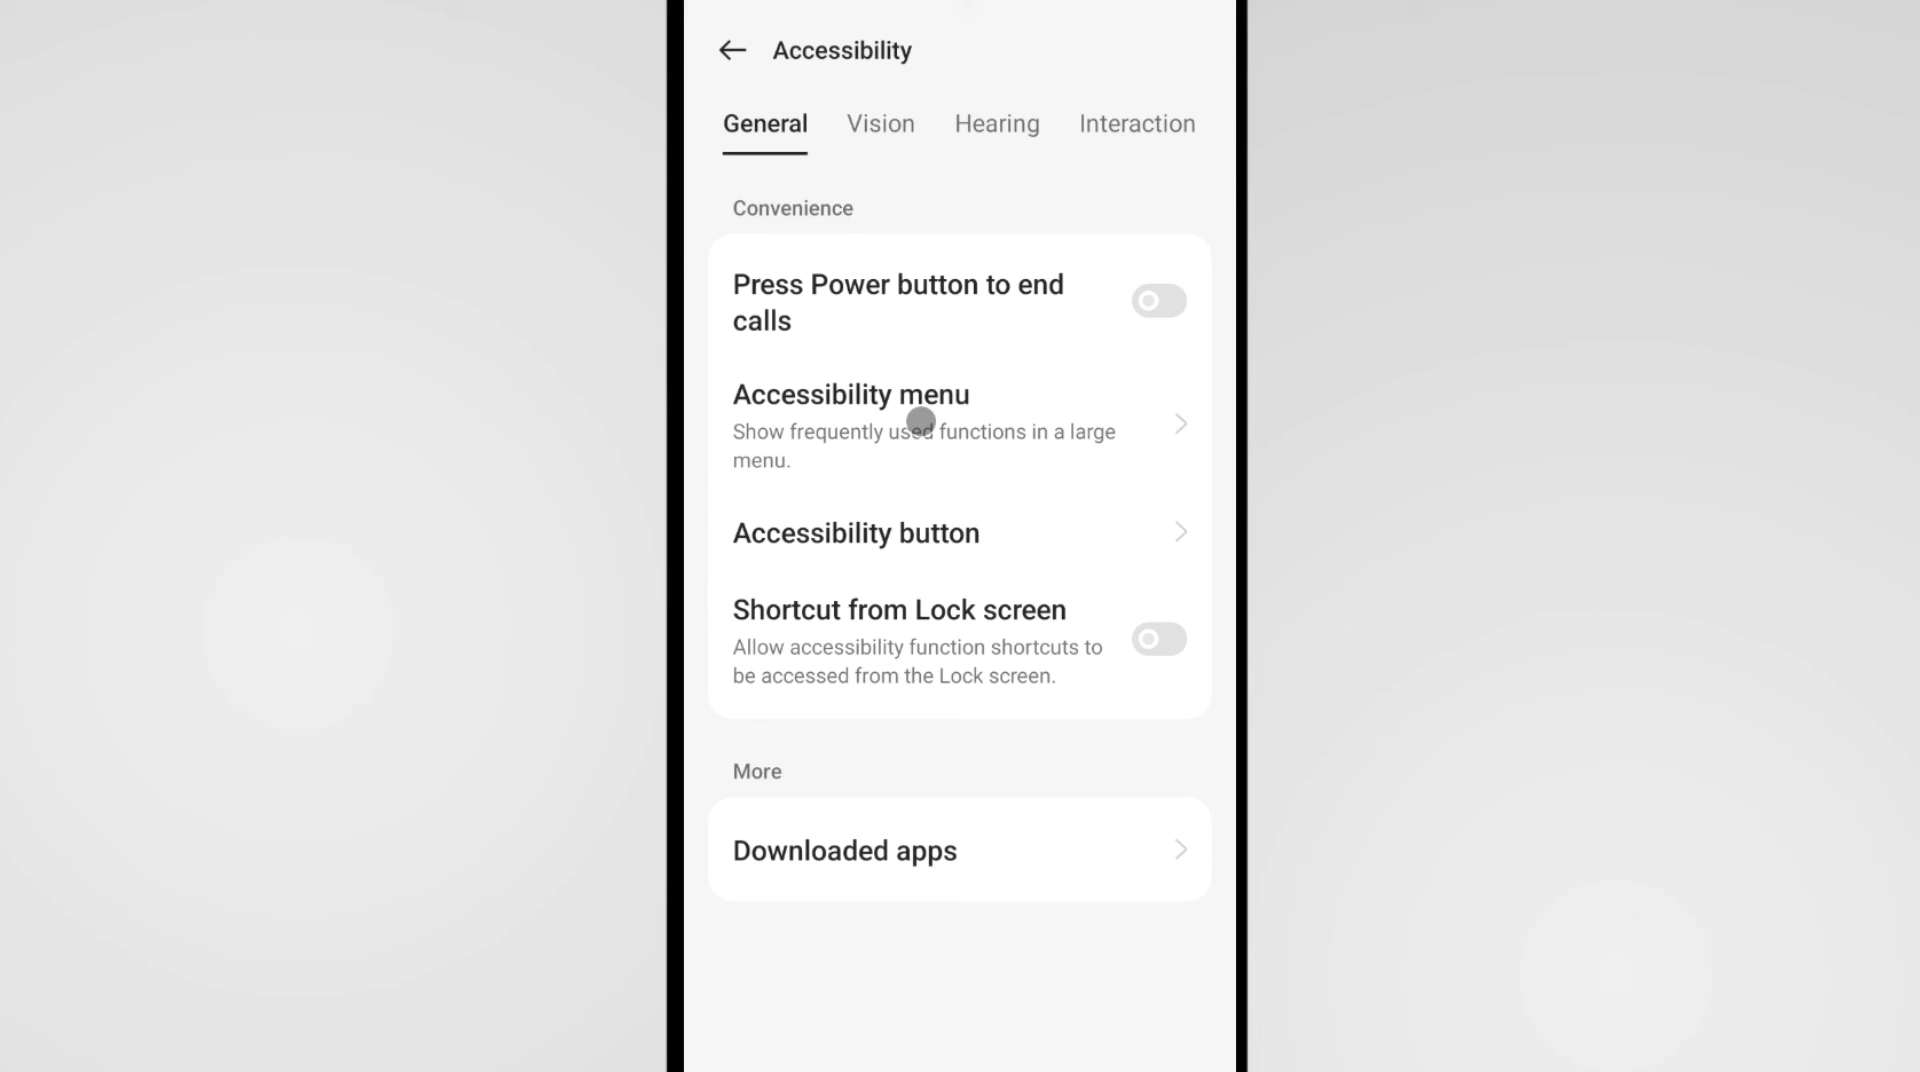 Accessibility
General Vision Hearing Interaction
Convenience
Press Power button to end
calls
Accessibility menu
Show frequently used functions in a large
menu.
Accessibility button
Shortcut from Lock screen
Allow accessibility function shortcuts to
be accessed from the Lock screen.
More
Downloaded apps